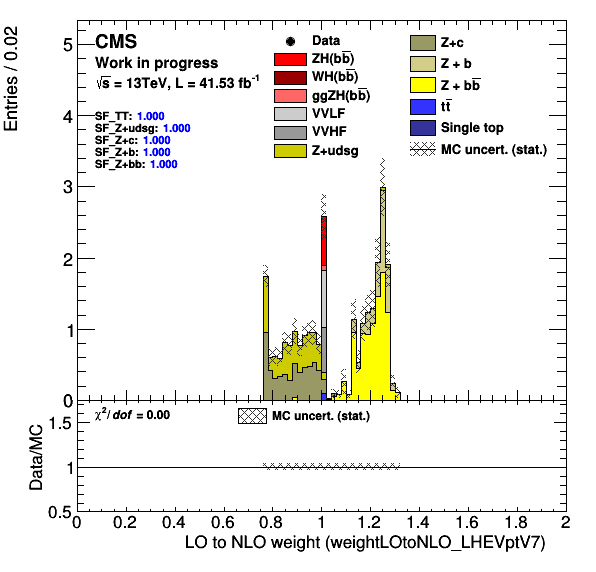 CMS
Work in progress
√s = 13TeV, L = 41.53 fb⁻¹
SF_TT: 1.000
SF_Z+udsg: 1.000
SF_Z+c: 1.000
SF_Z+b: 1.000
SF_Z+bb: 1.000
Data
ZH(bb̅)
WH(bb̅)
ggZH(bb̅)
VVLF
VVHF
Z+udsg
Z+c
Z + b
Z + bb̅
tt̅
Single top
MC uncert. (stat.)
Entries / 0.02
5
4
3
2
1
0
χ²/dof = 0.00
MC uncert. (stat.)
Data/MC
1.5
1
0.5
0 0.2 0.4 0.6 0.8 1 1.2 1.4 1.6 1.8 2
LO to NLO weight (weightLOtoNLO_LHEVptV7)